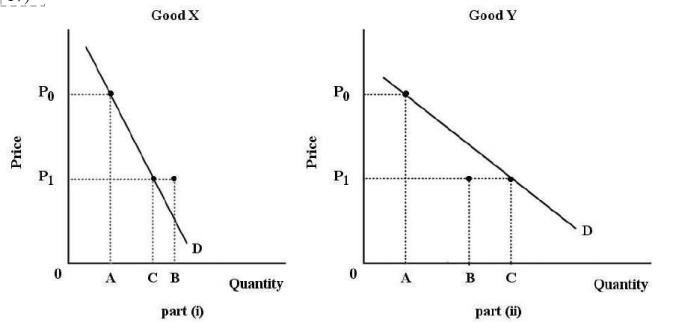 Good X
P0
P1
Price
D
0
A
C
B
Quantity
part (i)
Good Y
P0
P1
Price
D
0
A
B
C
Quantity
part (ii)